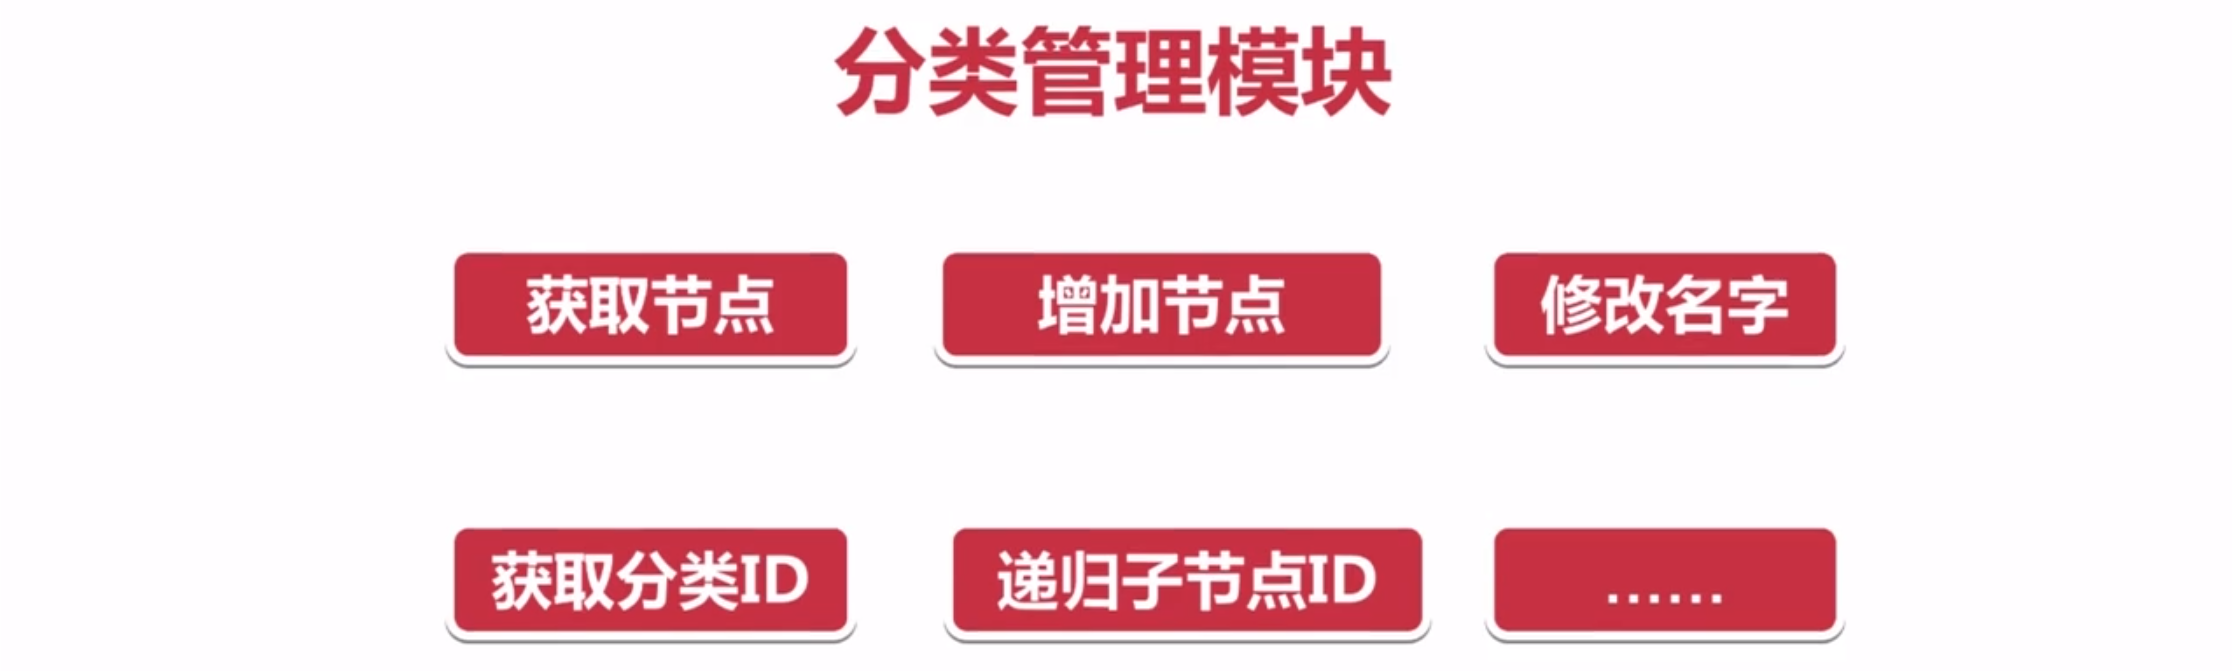 分类管理模块
获取节点
增加节点
修改名字
获取分类ID
递归子节点ID
......